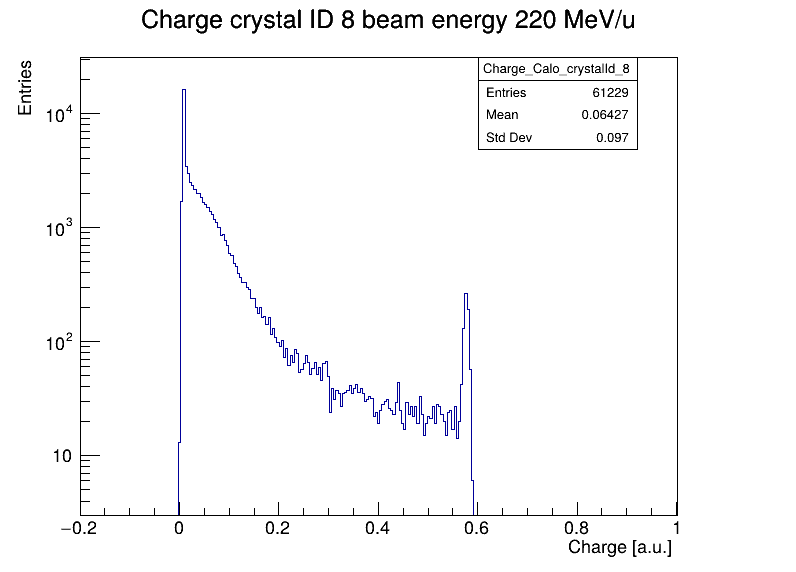 Charge crystal ID 8 beam energy 220 MeV/u
Entries
Charge_Calo_crystalId_8
Entries 61229
Mean 0.06427
Std Dev 0.097
10⁴
10³
10²
10
−0.2 0 0.2 0.4 0.6 0.8 1
Charge [a.u.]